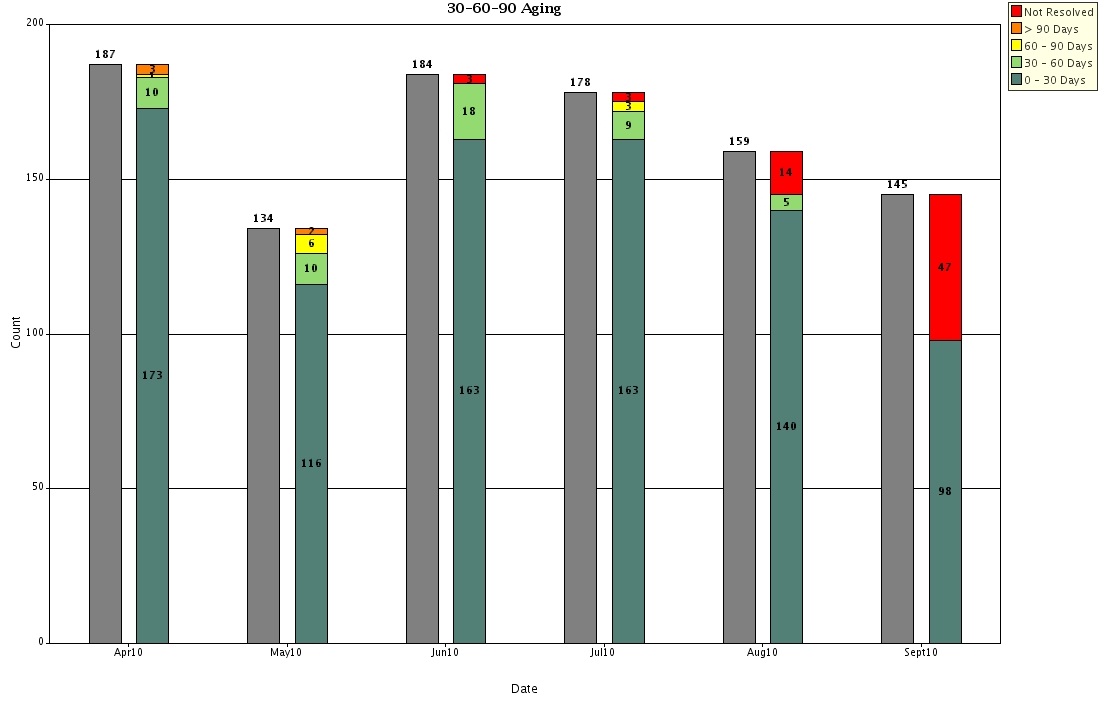 30-60-90 Aging
Not Resolved
> 90 Days
60 - 90 Days
30 - 60 Days
0 - 30 Days
200
150
100
50
0
Count
187
3
1
10
173
134
2
6
10
116
184
3
18
163
178
3
3
9
163
159
14
5
140
145
47
98
Apr10
May10
Jun10
Jul10
Aug10
Sept10
Date